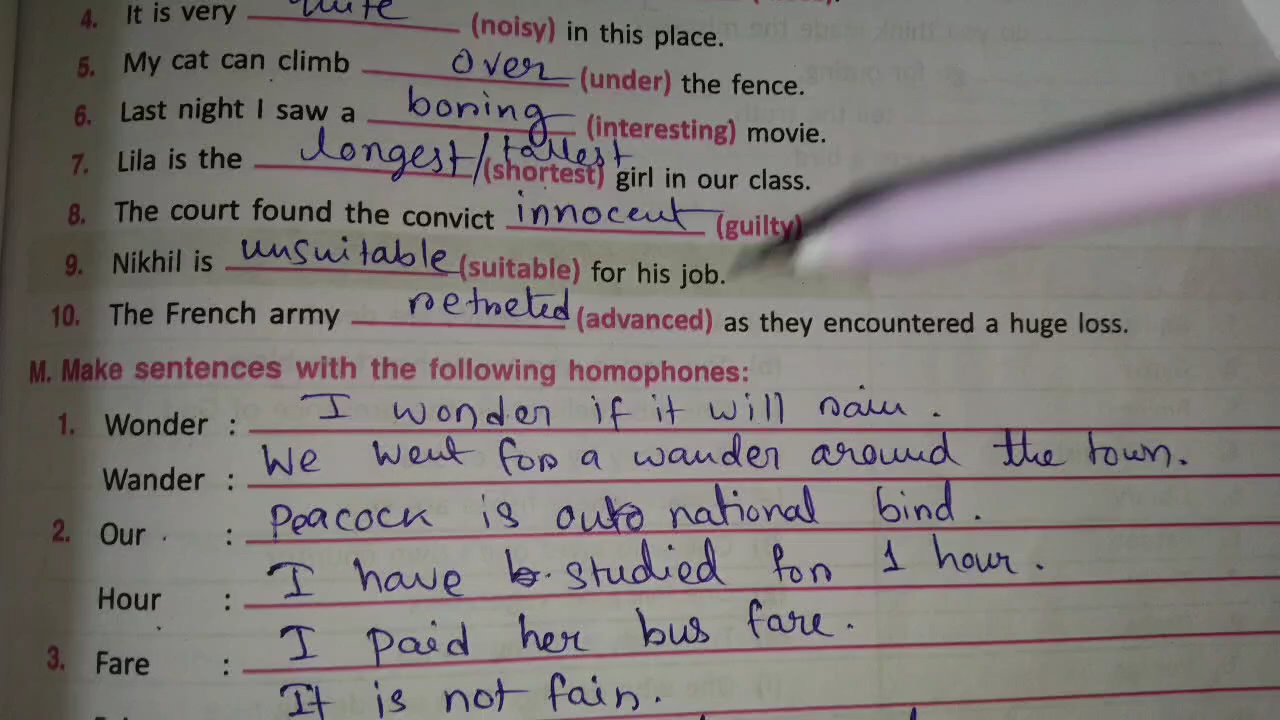 4. It is very (noisy) in this place.
5. My cat can climb over (under) the fence.
6. Last night I saw a boring (interesting) movie.
7. Lila is the longest/tallest (shortest) girl in our class.
8. The court found the convict innocent (guilty)
9. Nikhil is unsuitable (suitable) for his job.
10. The French army retreted (advanced) as they encountered a huge loss.
M. Make sentences with the following homophones:
1. Wonder : I wonder if it will rain.
Wander : We went for a wander around the town.
2. Our : Peacock is national bird.
Hour : I have studied for 1 hour.
3. Fare : I paid her bus fare.
It is not fair.